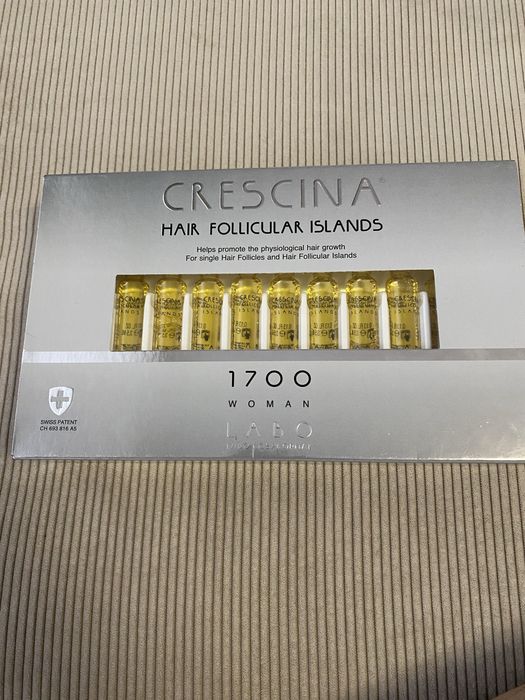 CRESCINA
HAIR FOLLICULAR ISLANDS
Helps promote the physiological hair growth
For single Hair Follicles and Hair Follicular Islands
1700
WOMAN
LABO
SWISS PATENT
CH 693 816 A5